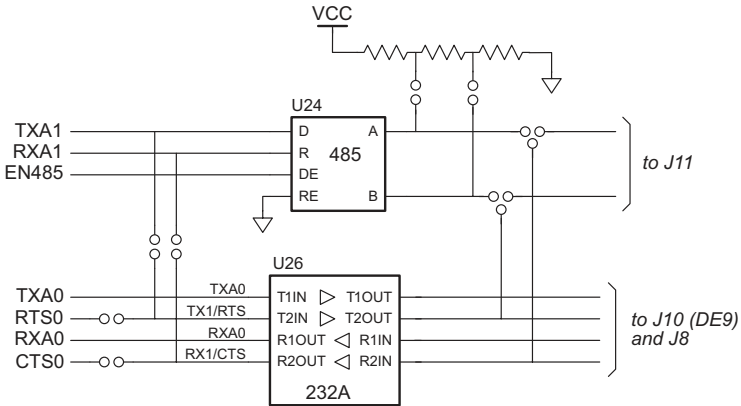 VCC
U24
TXA1
D
A
RXA1
R
485
to J11
EN485
DE
RE
B
U26
TXA0
TXA0
T1IN
T1OUT
RTS0
TX1/RTS
T2IN
T2OUT
to J10 (DE9)
and J8
RXA0
RXA0
R1OUT
R1IN
CTS0
RX1/CTS
R2OUT
R2IN
232A